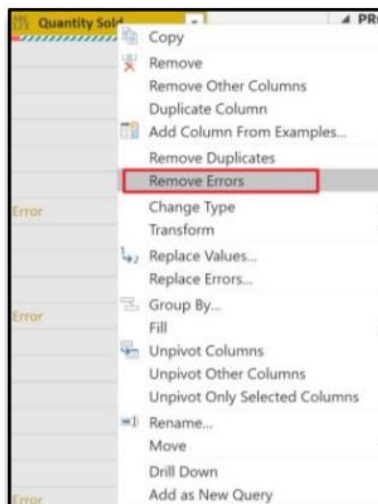 Quantity Sold
PR
Copy
Remove
Remove Other Columns
Duplicate Column
Add Column From Examples...
Remove Duplicates
Remove Errors
Error
Change Type
Transform
Replace Values...
Replace Errors...
Error
Group By...
Fill
Unpivot Columns
Unpivot Other Columns
Unpivot Only Selected Columns
Rename...
Move
Drill Down
Error
Add as New Query